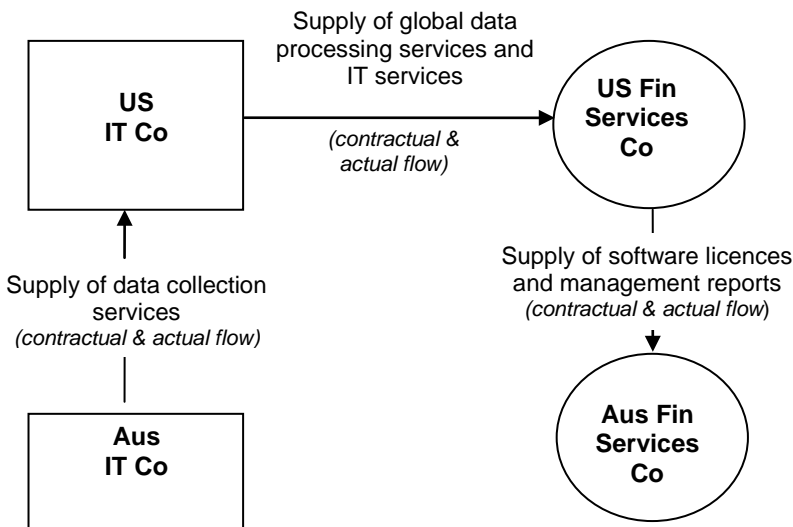 Supply of global data
processing services and
IT services
US
IT Co
US Fin
Services
Co
(contractual &
actual flow)
Supply of data collection
services
(contractual & actual flow)
Supply of software licences
and management reports
(contractual & actual flow)
Aus
IT Co
Aus Fin
Services
Co